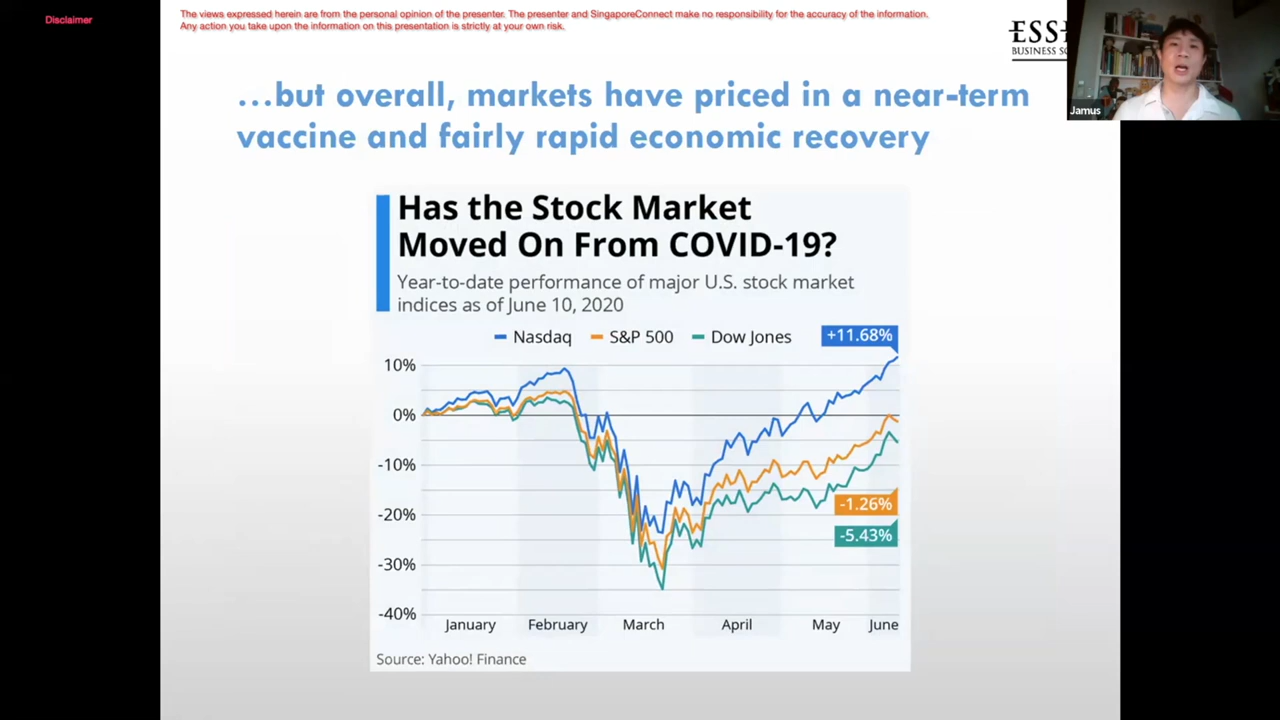 Disclaimer
The views expressed herein are from the personal opinion of the presenter. The presenter and SingaporeConnect make no responsibility for the accuracy of the information.
Any action you take upon the information on this presentation is strictly at your own risk.
BUSINESS
Jamus
...but overall, markets have priced in a near-term
vaccine and fairly rapid economic recovery
Has the Stock Market
Moved On From COVID-19?
Year-to-date performance of major U.S. stock market
indices as of June 10, 2020
Nasdaq S&P 500 Dow Jones +11.68%
10%
0%
-10%
-20%
-1.26%
-5.43%
-30%
-40%
January February March April May June
Source: Yahoo! Finance